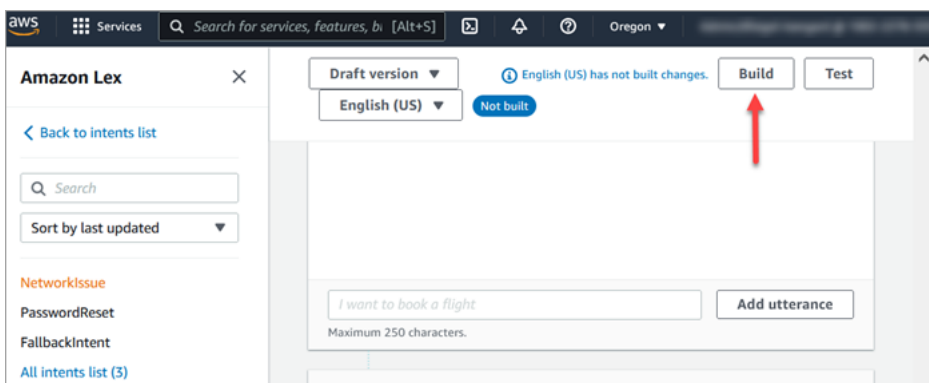 aws Services Search for services, features, bl [Alt+S] Oregon ▼
Amazon Lex
Back to intents list
Search
Sort by last updated
NetworkIssue
PasswordReset
FallbackIntent
All intents list (3)
Draft version ▼ English (US) has not built changes. Build Test
English (US) ▼ Not built
I want to book a flight Add utterance
Maximum 250 characters.